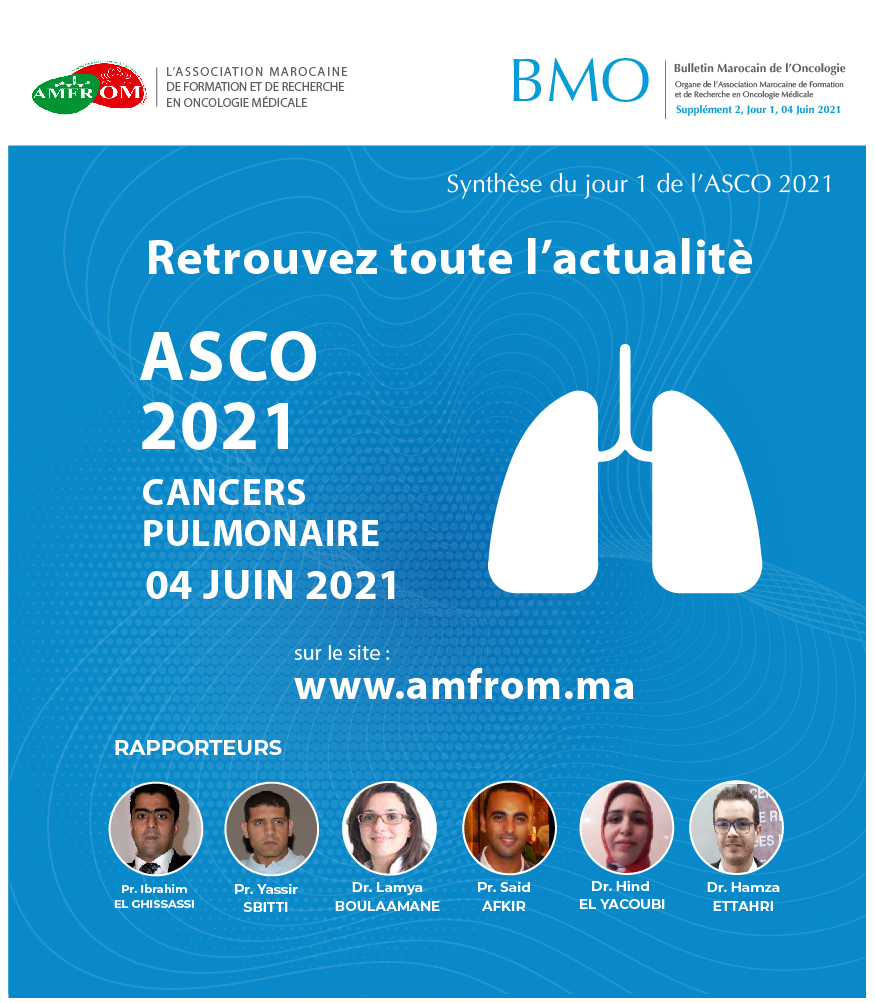 AMFROM
L'ASSOCIATION MAROCAINE
DE FORMATION ET DE RECHERCHE
EN ONCOLOGIE MÉDICALE
BMO
Bulletin Marocain de l'Oncologie
Organe de l'Association Marocaine de Formation
et de Recherche en Oncologie Médicale
Supplément 2, Jour 1, 04 Juin 2021
Synthèse du jour 1 de l'ASCO 2021
Retrouvez toute l'actualitè
ASCO
2021
CANCERS
PULMONAIRE
04 JUIN 2021
sur le site :
www.amfrom.ma
RAPPORTEURS
Pr. Ibrahim
EL GHISSASSI
Pr. Yassir
SBITTI
Dr. Lamya
BOULAAMANE
Pr. Said
AFKIR
Dr. Hind
EL YACOUBI
Dr. Hamza
ETTAHRI